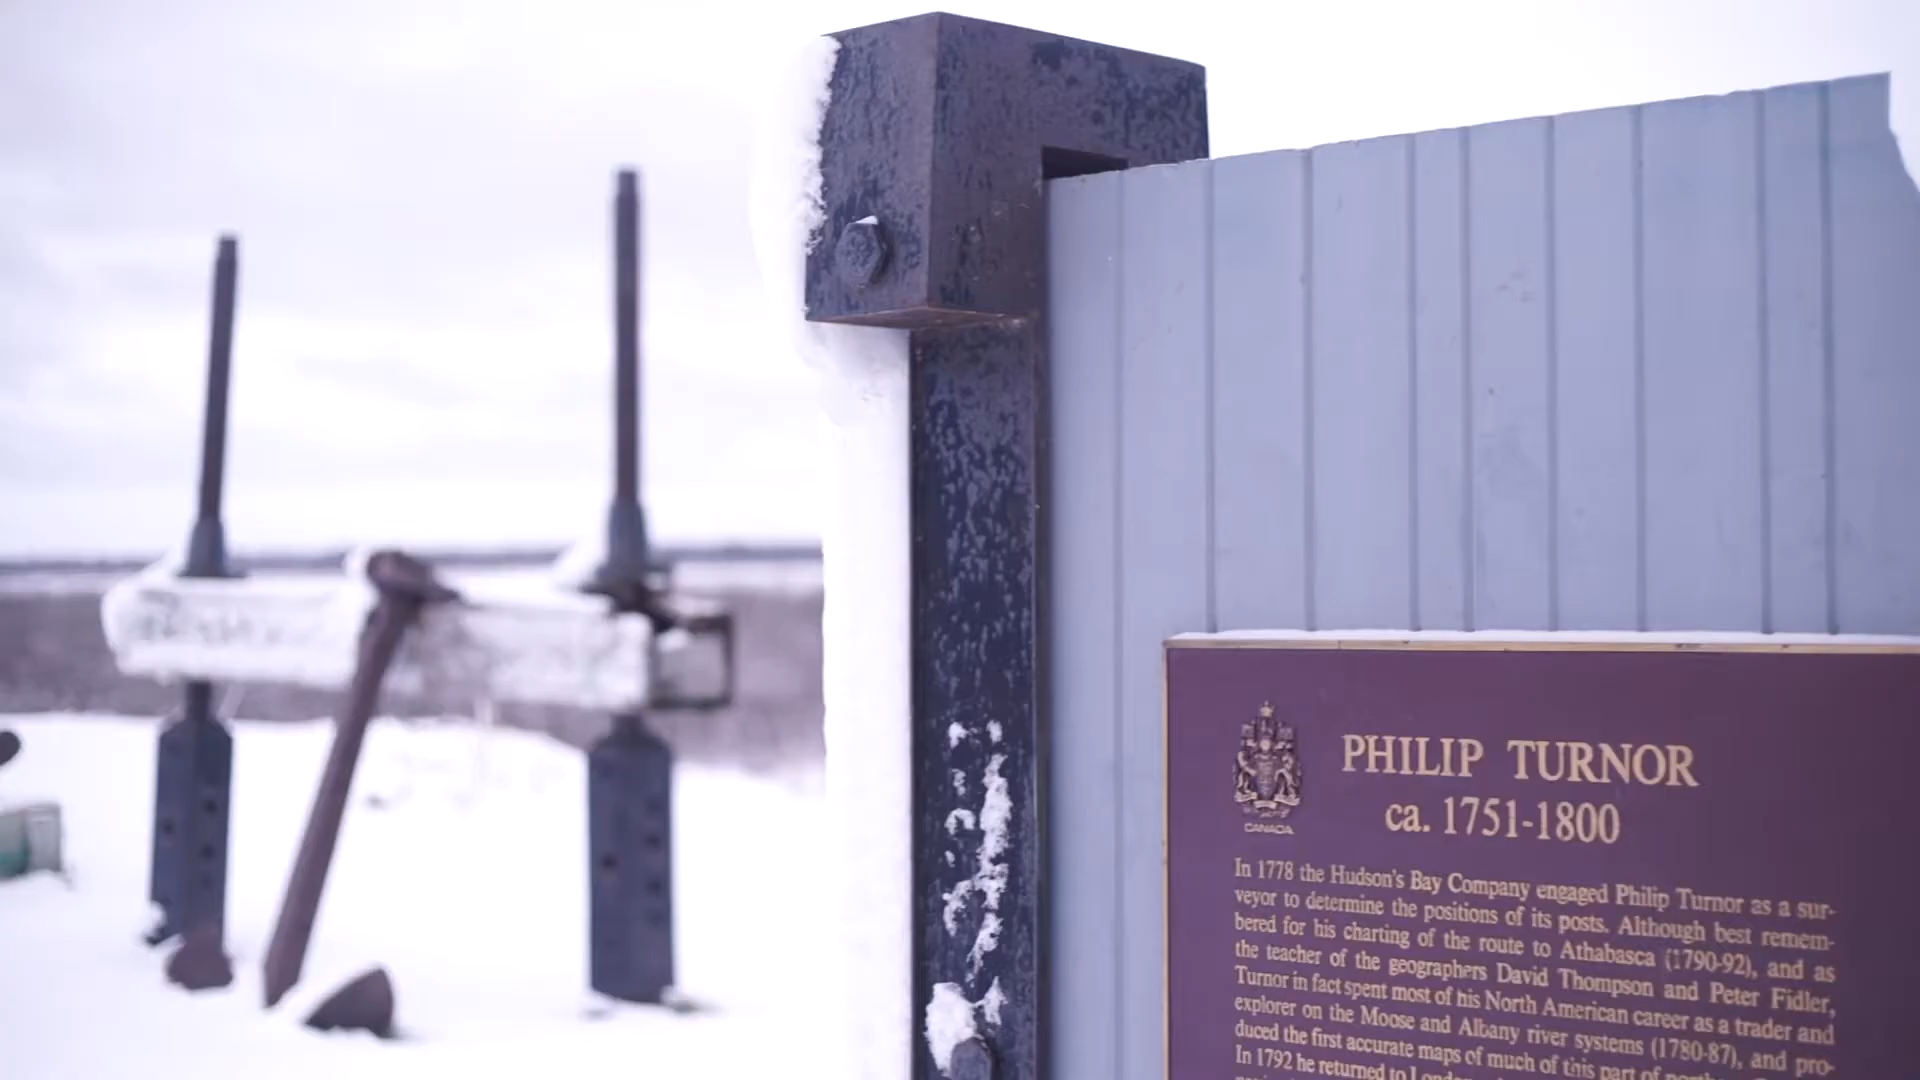 PHILIP TURNOR
ca. 1751-1800
CANADA
In 1778 the Hudson's Bay Company engaged Philip Turnor as a sur-
veyor to determine the positions of its posts. Although best remem-
bered for his charting of the route to Athabasca (1790-92), and as
the teacher of the geographers David Thompson and Peter Fidler,
Turnor in fact spent most of his North American career as a trader and
explorer on the Moose and Albany river systems (1780-87), and pro-
duced the first accurate maps of much of this part of
In 1792 he returned to